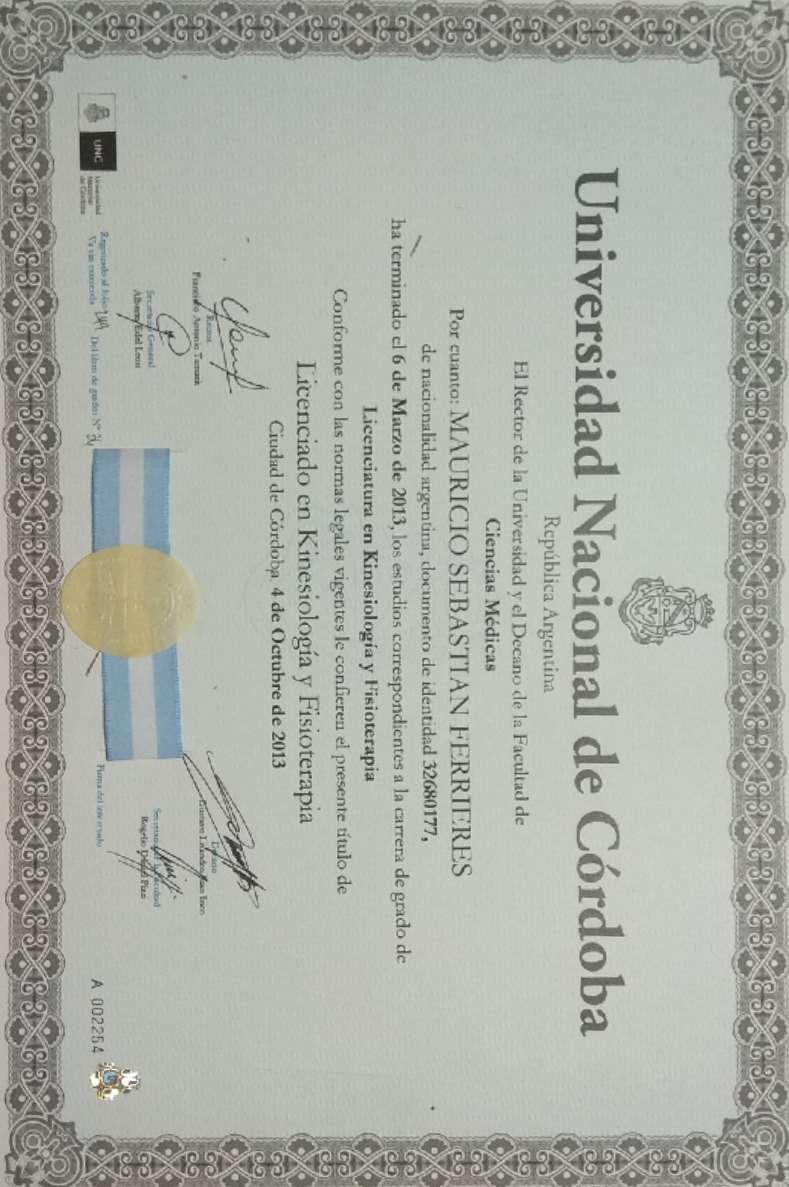 Universidad Nacional de Córdoba
República Argentina
El Rector de la Universidad y el Decano de la Facultad de
Ciencias Médicas
Por cuanto: MAURICIO SEBASTIAN FERRIERES
de nacionalidad argentina, documento de identidad 32680177,
ha terminado el 6 de Marzo de 2013, los estudios correspondientes a la carrera de grado de
Licenciatura en Kinesiología y Fisioterapia
Conforme con las normas legales vigentes le confieren el presente título de
Licenciado en Kinesiología y Fisioterapia
Ciudad de Córdoba, 4 de Octubre de 2013
Rector
Francisco Antonio Tamarit
Decano
Gustavo Leandro Irico
Secretario General
Alberto Edel Leon
Secretario de la Facultad
Rogelio Daniel Pizzi
UNC
Universidad
Nacional
de Córdoba
Registrado al folio
Va sin enmienda
Del libro de grados N°
Firma del interesado
A 002254